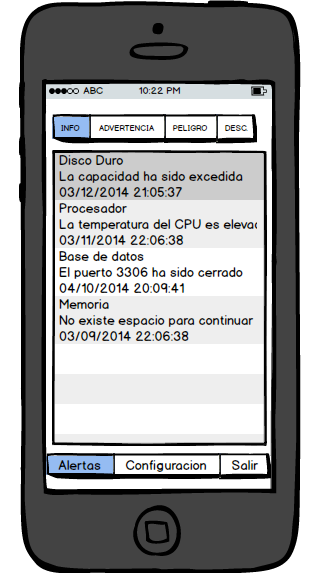 ABC 10:22 PM
INFO ADVERTENCIA PELIGRO DESC.
Disco Duro
La capacidad ha sido excedida
03/12/2014 21:05:37
Procesador
La temperatura del CPU es elevac
03/11/2014 22:06:38
Base de datos
El puerto 3306 ha sido cerrado
04/10/2014 20:09:41
Memoria
No existe espacio para continuar
03/09/2014 22:06:38
Alertas Configuracion Salir